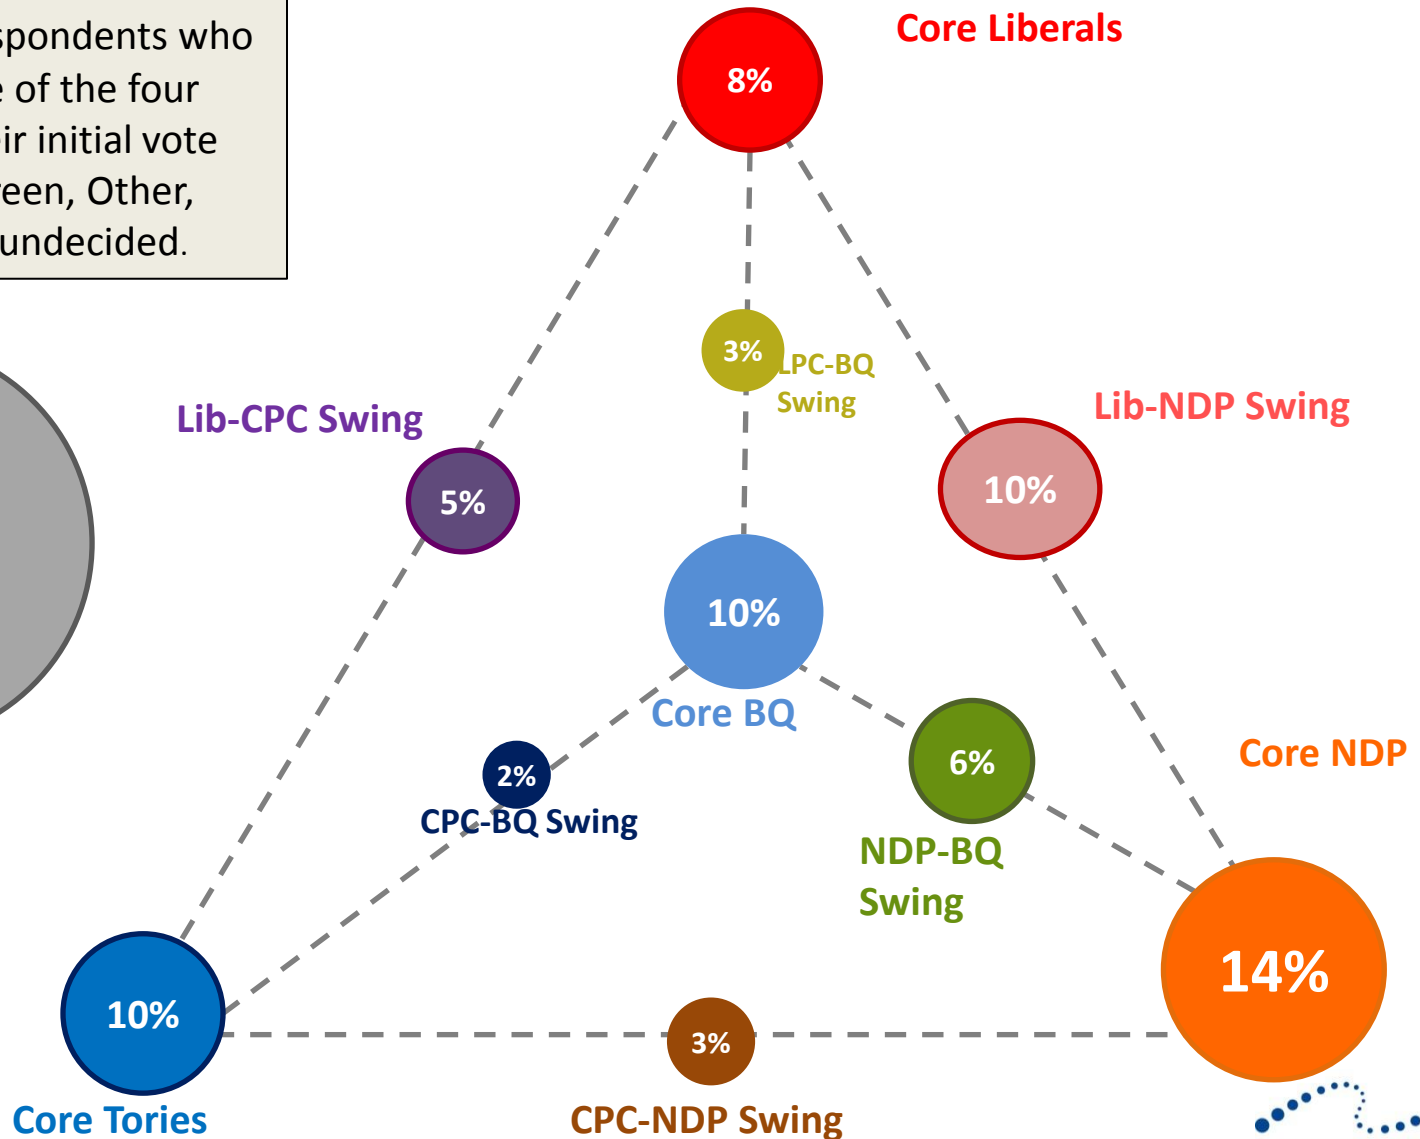 spondents who
e of the four
ir initial vote
reen, Other,
undecided.
Core Liberals
8%
3%
LPC-BQ
Swing
Lib-CPC Swing
5%
Lib-NDP Swing
10%
10%
Core BQ
2%
CPC-BQ Swing
6%
NDP-BQ
Swing
Core NDP
14%
10%
Core Tories
3%
CPC-NDP Swing